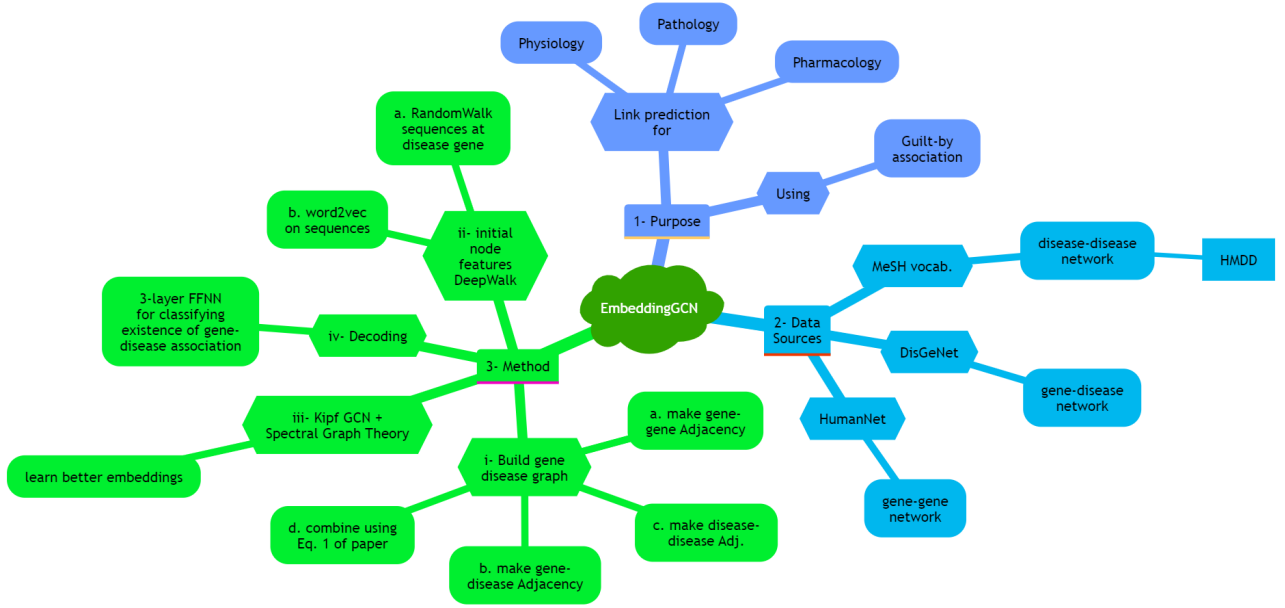 Pathology
Physiology
Pharmacology
Link prediction
for
Guilt-by
association
Using
1- Purpose
EmbeddingGCN
MeSH vocab.
disease-disease
network
HMDD
2- Data
Sources
DisGeNet
gene-disease
network
HumanNet
gene-gene
network
3- Method
a. RandomWalk
sequences at
disease gene
b. word2vec
on sequences
ii- initial
node
features
DeepWalk
3-layer FFNN
for classifying
existence of gene-
disease association
iv- Decoding
iii- Kipf GCN +
Spectral Graph Theory
learn better embeddings
i- Build gene
disease graph
a. make gene-
gene Adjacency
d. combine using
Eq. 1 of paper
b. make gene-
disease Adjacency
c. make disease-
disease Adj.